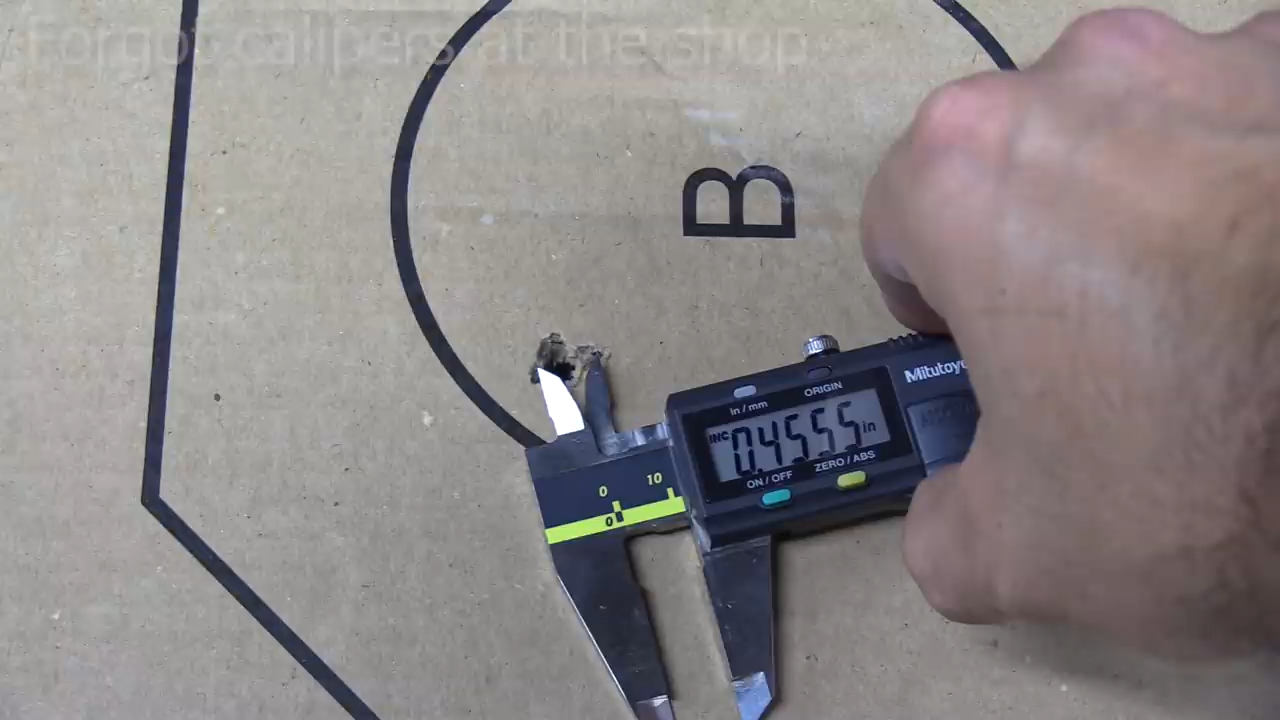 Forgot calipers at the shop
B
Mitutoyo
ORIGIN
in/mm
INC 0.4555 in
ZERO/ABS
ON/OFF
0 10
0